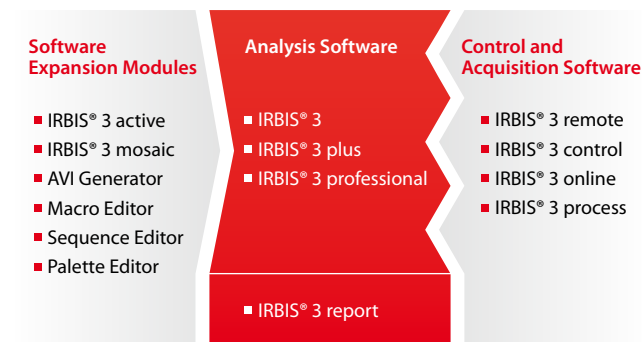 Software
Expansion Modules
IRBIS® 3 active
IRBIS® 3 mosaic
AVI Generator
Macro Editor
Sequence Editor
Palette Editor
Analysis Software
IRBIS® 3
IRBIS® 3 plus
IRBIS® 3 professional
IRBIS® 3 report
Control and
Acquisition Software
IRBIS® 3 remote
IRBIS® 3 control
IRBIS® 3 online
IRBIS® 3 process